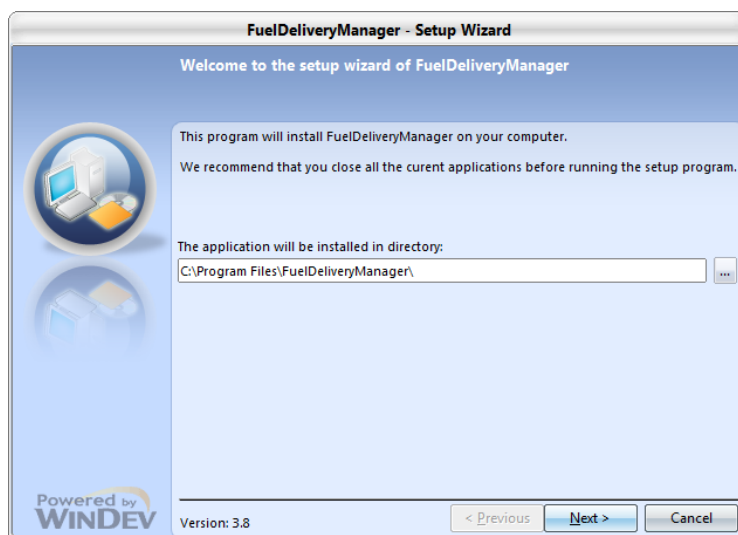 FuelDeliveryManager - Setup Wizard
Welcome to the setup wizard of FuelDeliveryManager
This program will install FuelDeliveryManager on your computer.
We recommend that you close all the curent applications before running the setup program.
The application will be installed in directory:
C:\Program Files\FuelDeliveryManager\
...
Powered by
WINDEV
Version: 3.8
< Previous
Next >
Cancel